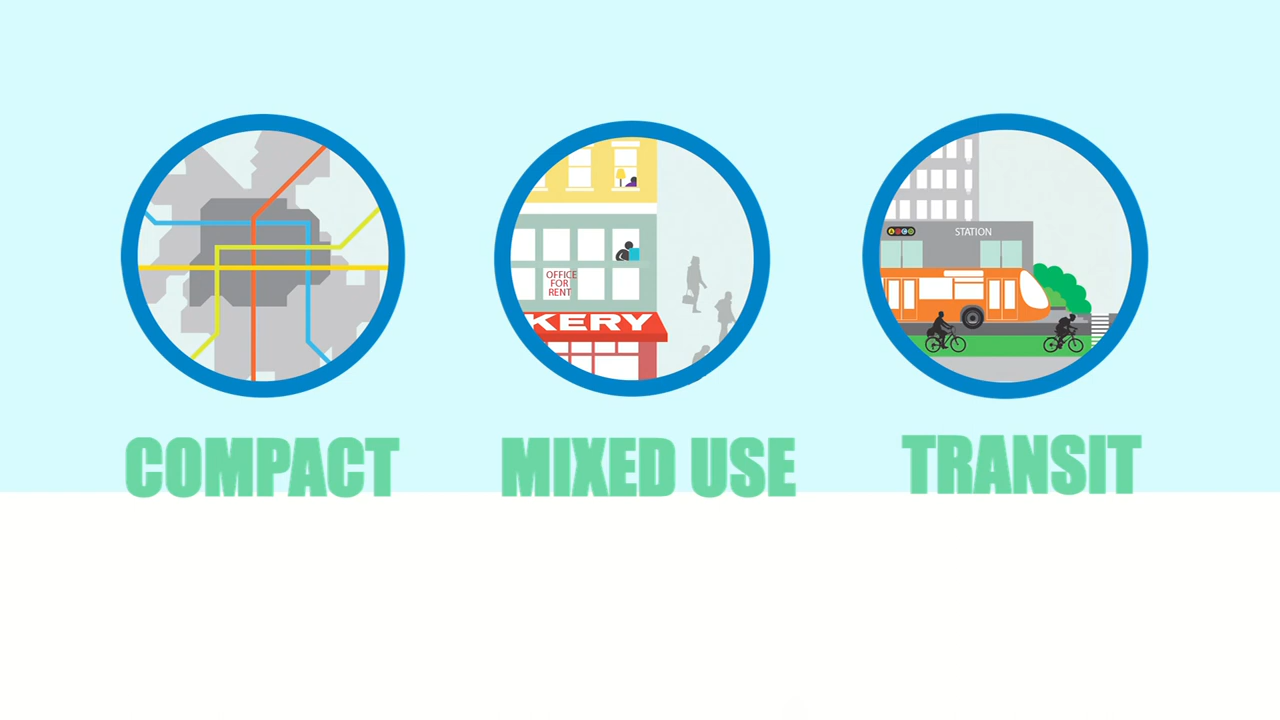 A B C D
STATION
OFFICE
FOR
RENT
KERY
COMPACT
MIXED USE
TRANSIT